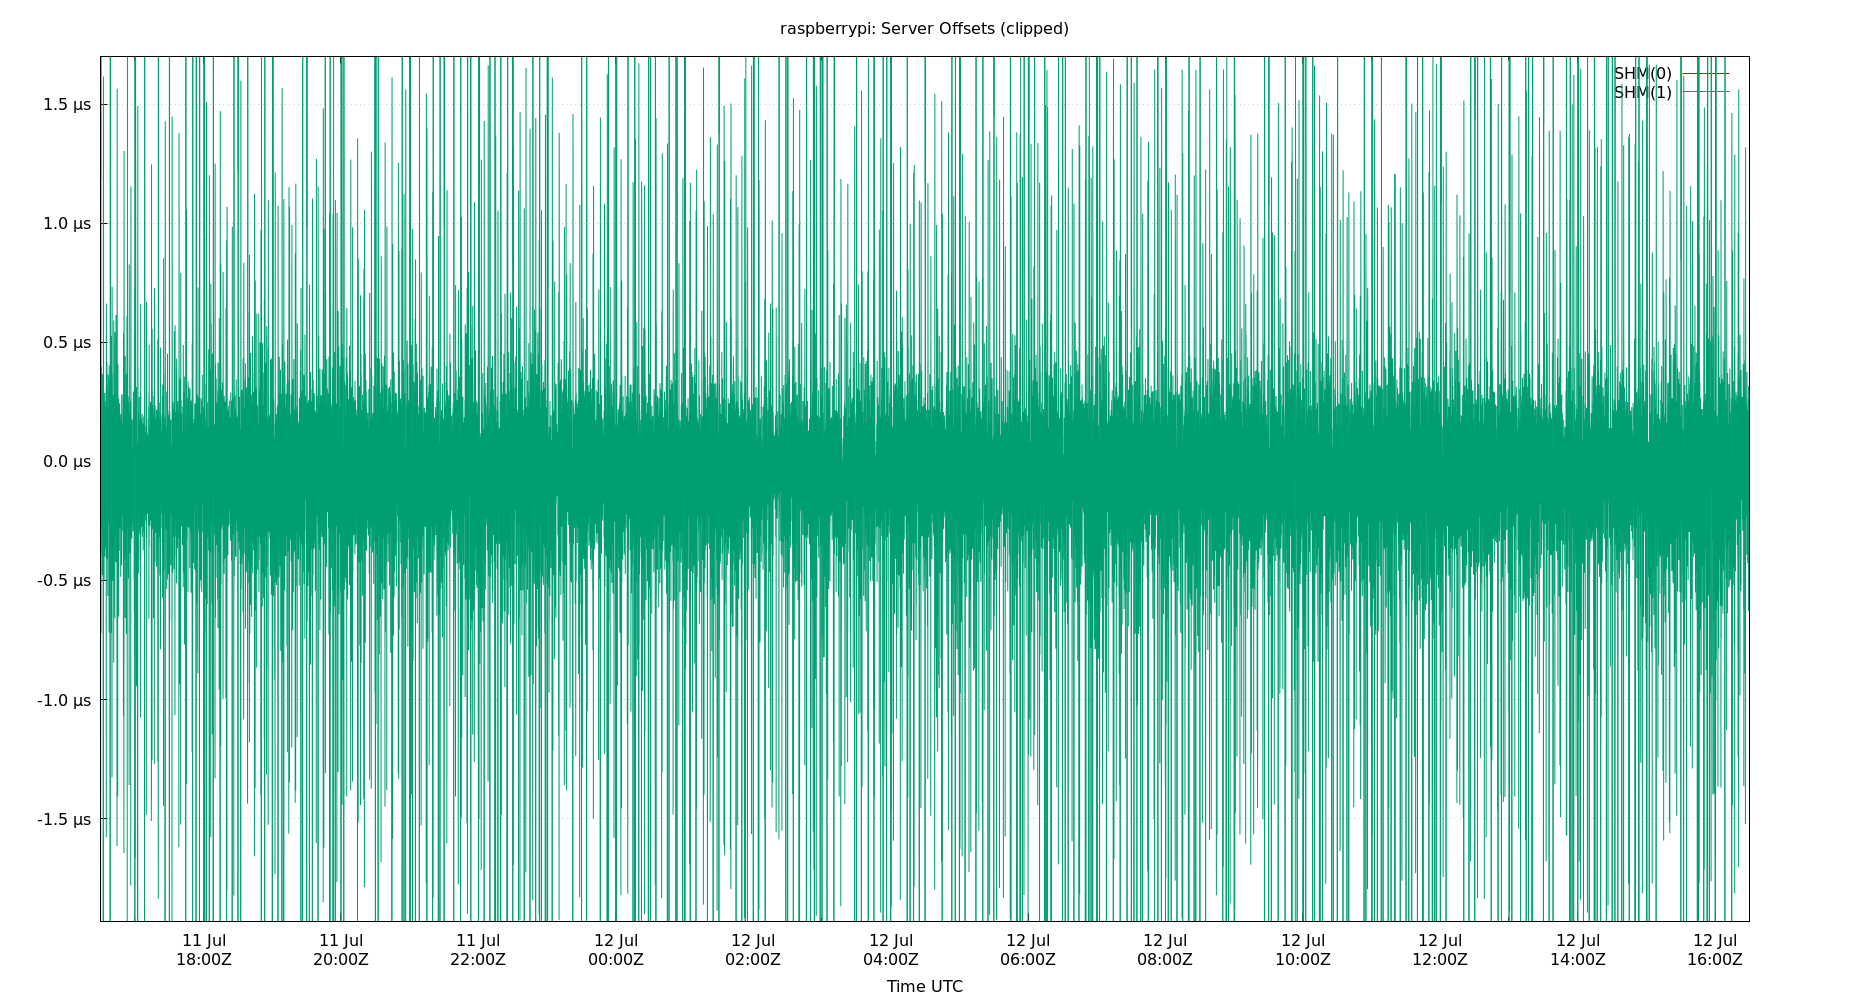 raspberrypi: Server Offsets (clipped)
SHM(0)
SHM(1)
1.5 µs
1.0 µs
0.5 µs
0.0 µs
-0.5 µs
-1.0 µs
-1.5 µs
11 Jul 11 Jul 11 Jul 12 Jul 12 Jul 12 Jul 12 Jul 12 Jul 12 Jul 12 Jul 12 Jul 12 Jul
18:00Z 20:00Z 22:00Z 00:00Z 02:00Z 04:00Z 06:00Z 08:00Z 10:00Z 12:00Z 14:00Z 16:00Z
Time UTC